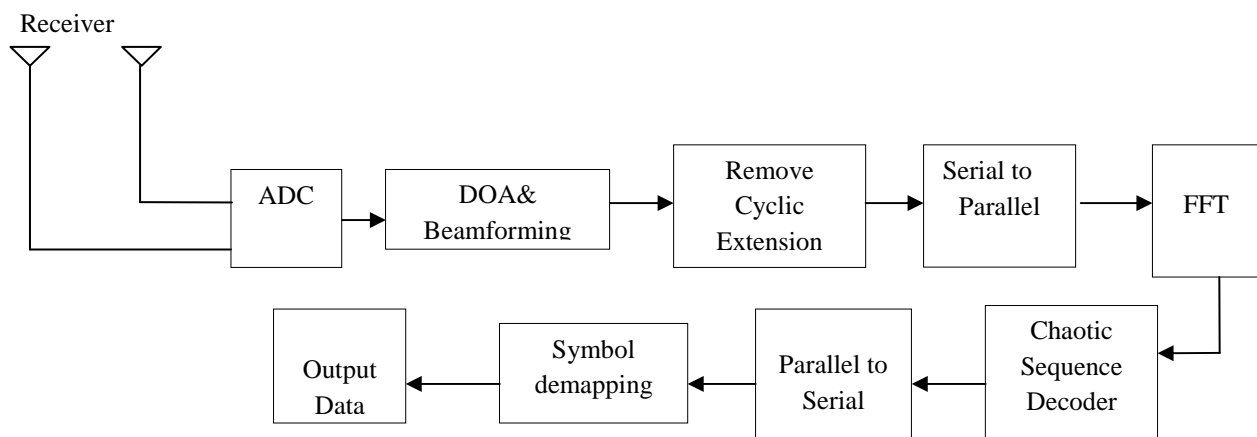 Receiver
ADC
DOA&
Beamforming
Remove
Cyclic
Extension
Serial to
Parallel
FFT
Output
Data
Symbol
demapping
Parallel to
Serial
Chaotic
Sequence
Decoder